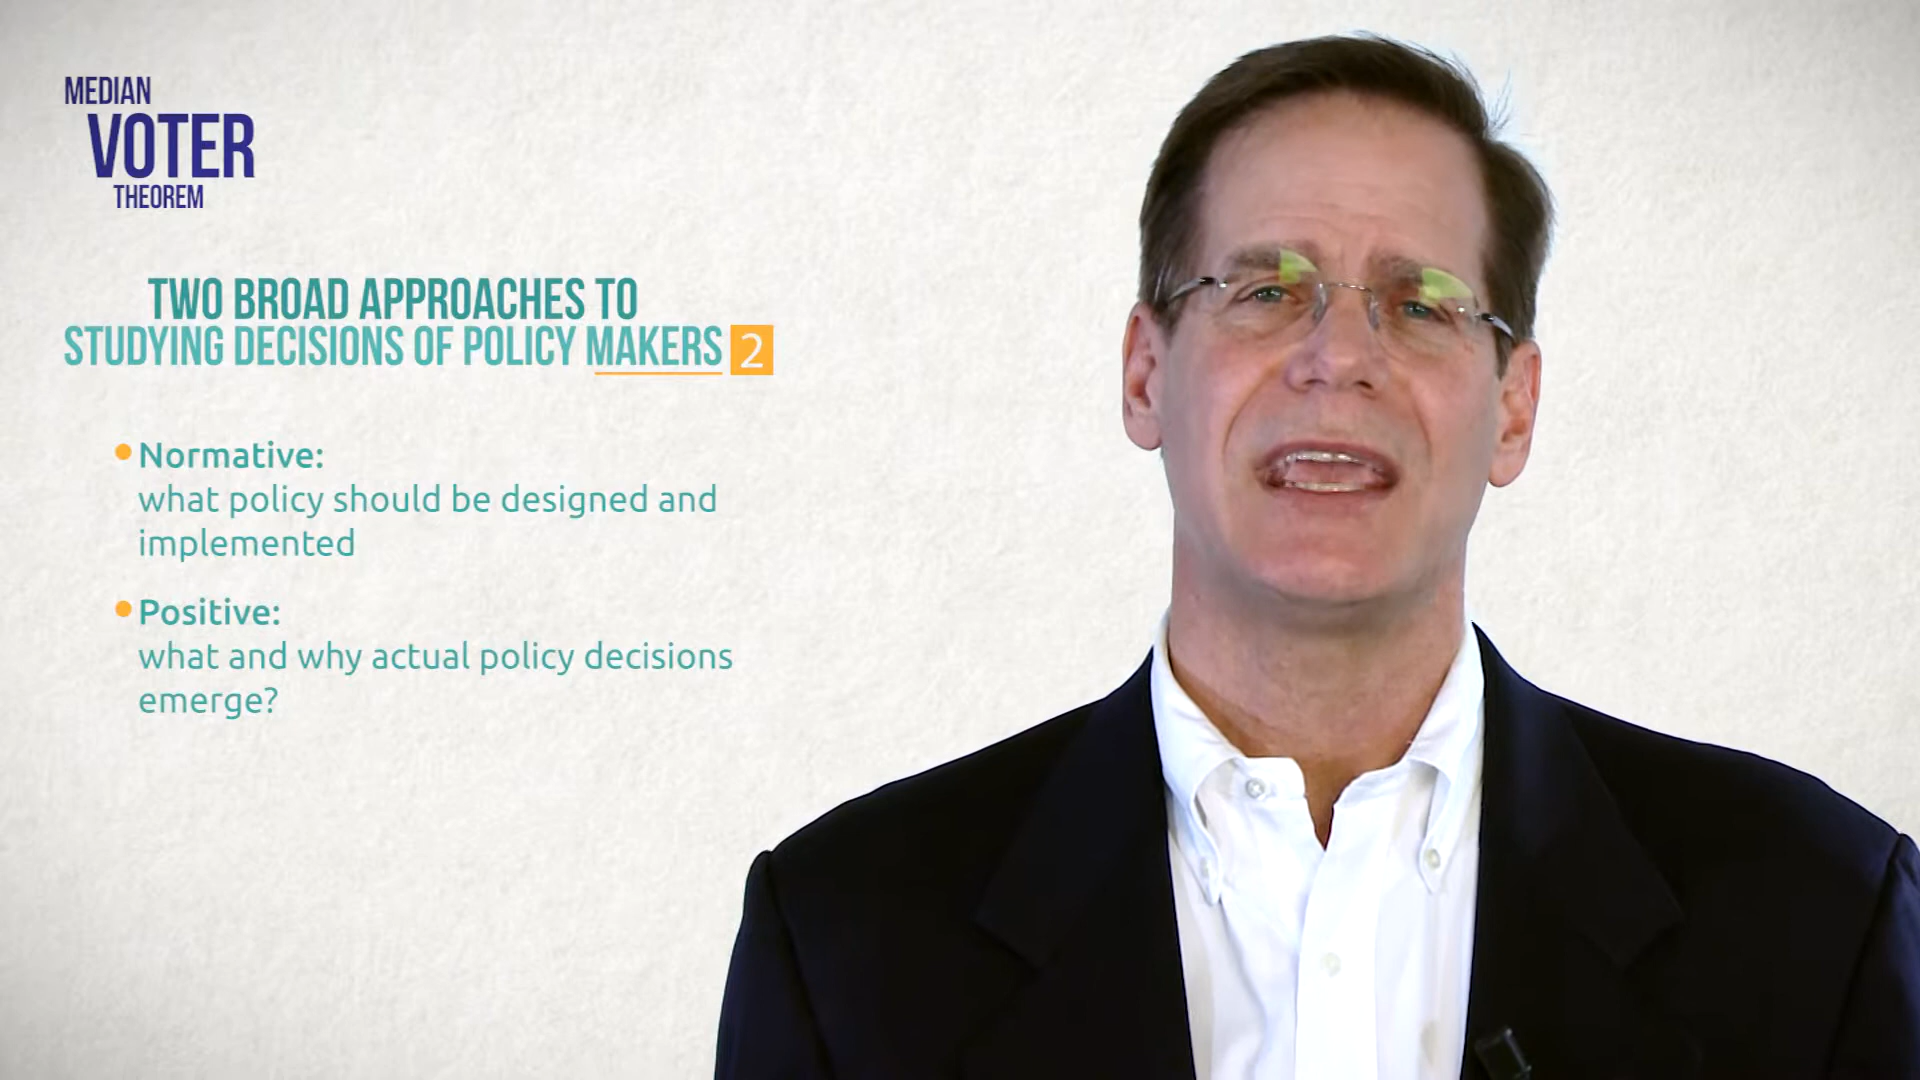 MEDIAN
VOTER
THEOREM
TWO BROAD APPROACHES TO
STUDYING DECISIONS OF POLICY MAKERS 2
Normative:
what policy should be designed and
implemented
Positive:
what and why actual policy decisions
emerge?